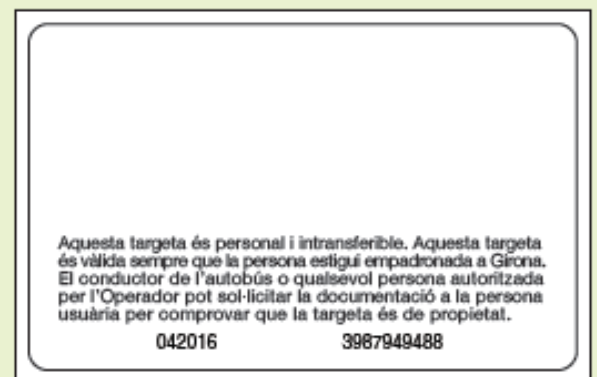 Aquesta targeta és personal i intransferible. Aquesta targeta
és vàlida sempre que la persona estigui empadronada a Girona.
El conductor de l'autobús o qualsevol persona autoritzada
per l'Operador pot sol·licitar la documentació a la persona
usuària per comprovar que la targeta és de propietat.
042016 3987949488